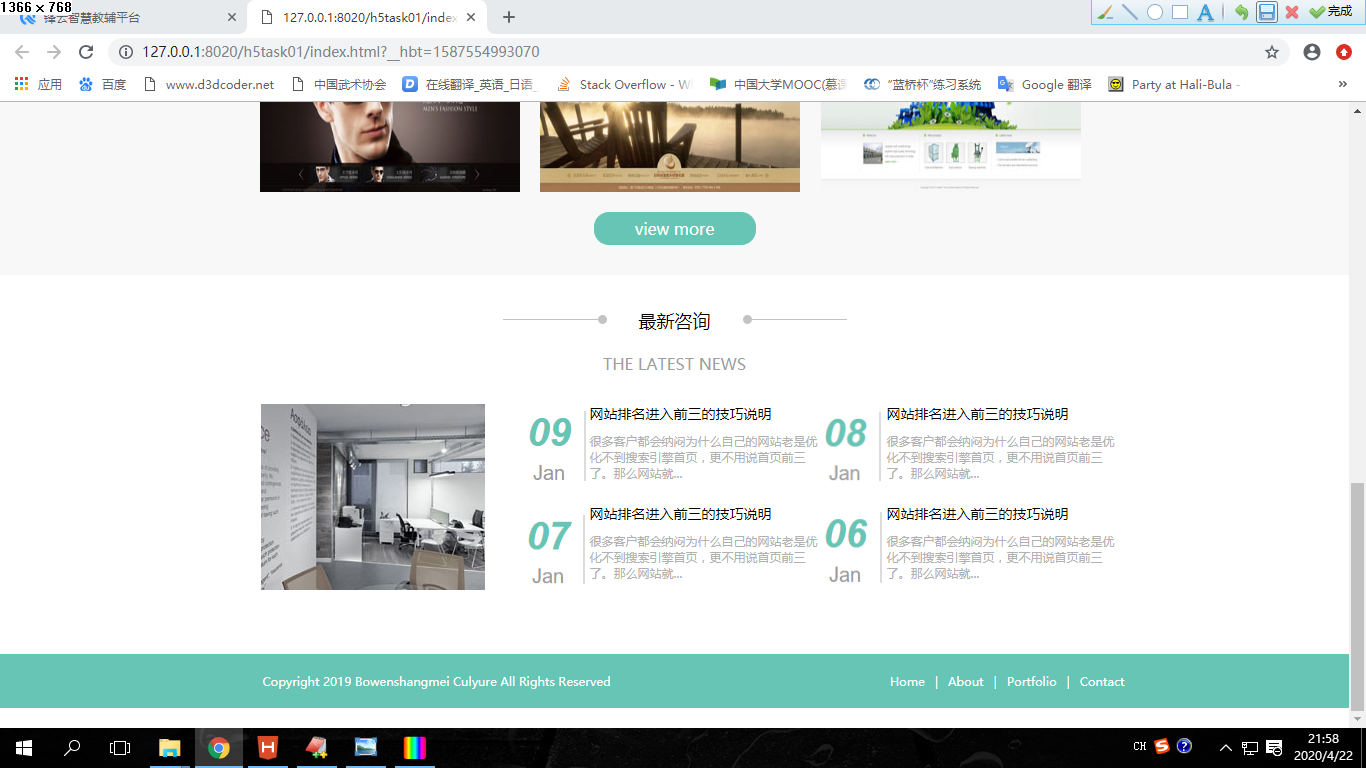 1366 × 768
锋云智慧教辅平台
127.0.0.1:8020/h5task01/index
完成
127.0.0.1:8020/h5task01/index.html?__hbt=1587554993070
应用
百度
www.d3dcoder.net
中国武术协会
在线翻译_英语_日语_
Stack Overflow - W
中国大学MOOC(慕课
“蓝桥杯”练习系统
Google 翻译
Party at Hali-Bula -
»
MEN'S FASHION STYLE
view more
最新咨询
THE LATEST NEWS
09
Jan
网站排名进入前三的技巧说明
很多客户都会纳闷为什么自己的网站老是优
化不到搜索引擎首页，更不用说首页前三
了。那么网站就...
08
Jan
网站排名进入前三的技巧说明
很多客户都会纳闷为什么自己的网站老是优
化不到搜索引擎首页，更不用说首页前三
了。那么网站就...
07
Jan
网站排名进入前三的技巧说明
很多客户都会纳闷为什么自己的网站老是优
化不到搜索引擎首页，更不用说首页前三
了。那么网站就...
06
Jan
网站排名进入前三的技巧说明
很多客户都会纳闷为什么自己的网站老是优
化不到搜索引擎首页，更不用说首页前三
了。那么网站就...
Copyright 2019 Bowenshangmei Culyure All Rights Reserved
Home | About | Portfolio | Contact
CH
21:58
2020/4/22